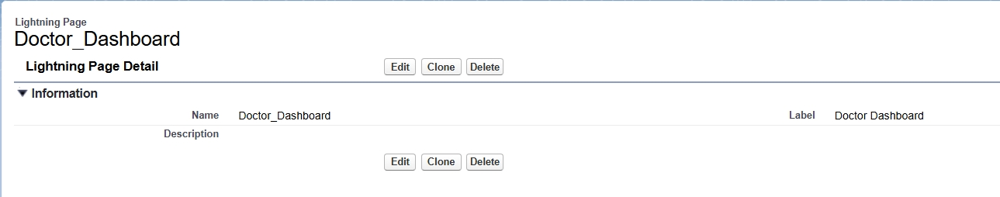 Lightning Page
Doctor_Dashboard
Lightning Page Detail Edit Clone Delete
Information
Name Doctor_Dashboard Label Doctor Dashboard
Description
Edit Clone Delete